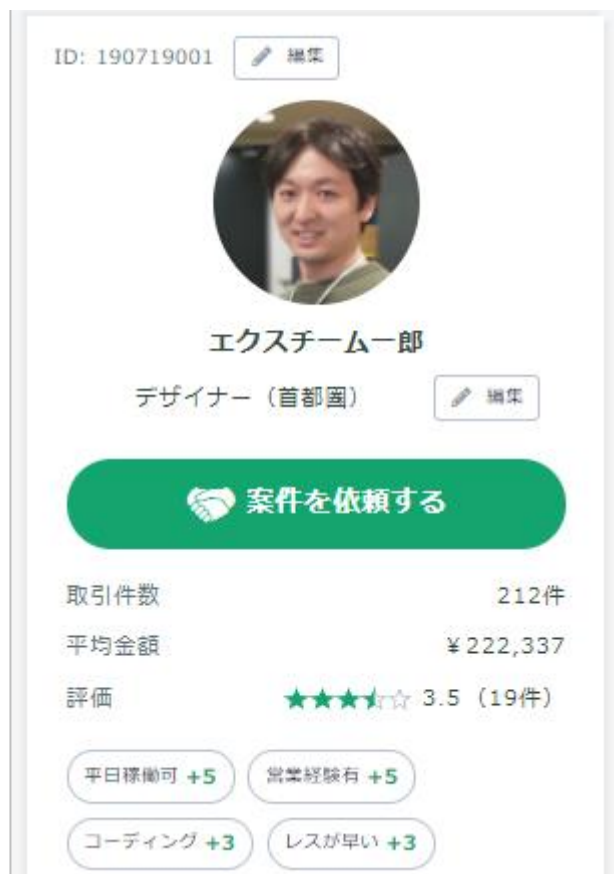 ID: 190719001 編集
エクスチーム一郎
デザイナー（首都圏） 編集
案件を依頼する
取引件数 212件
平均金額 ￥222,337
評価 ★★★⯪☆ 3.5（19件）
平日稼働可 +5 営業経験有 +5
コーディング +3 レスが早い +3